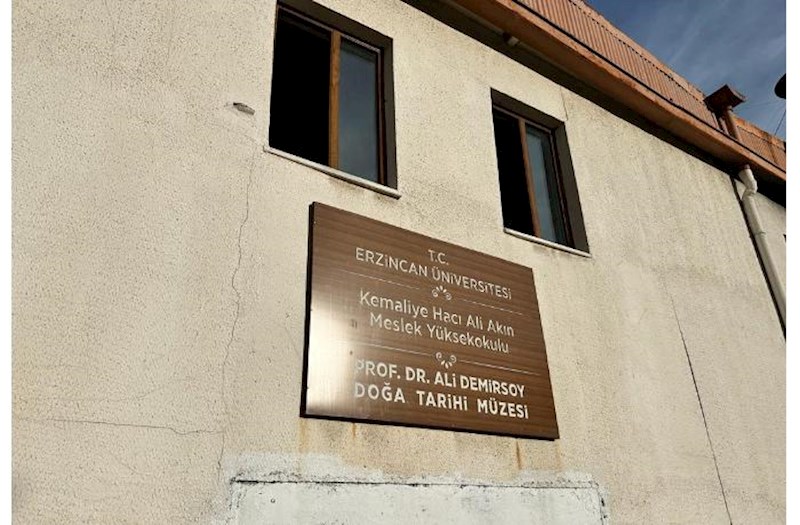 T.C.
ERZİNCAN ÜNİVERSİTESİ
Kemaliye Hacı Ali Akın
Meslek Yüksekokulu
PROF. DR. ALİ DEMİRSOY
DOĞA TARİHİ MÜZESİ